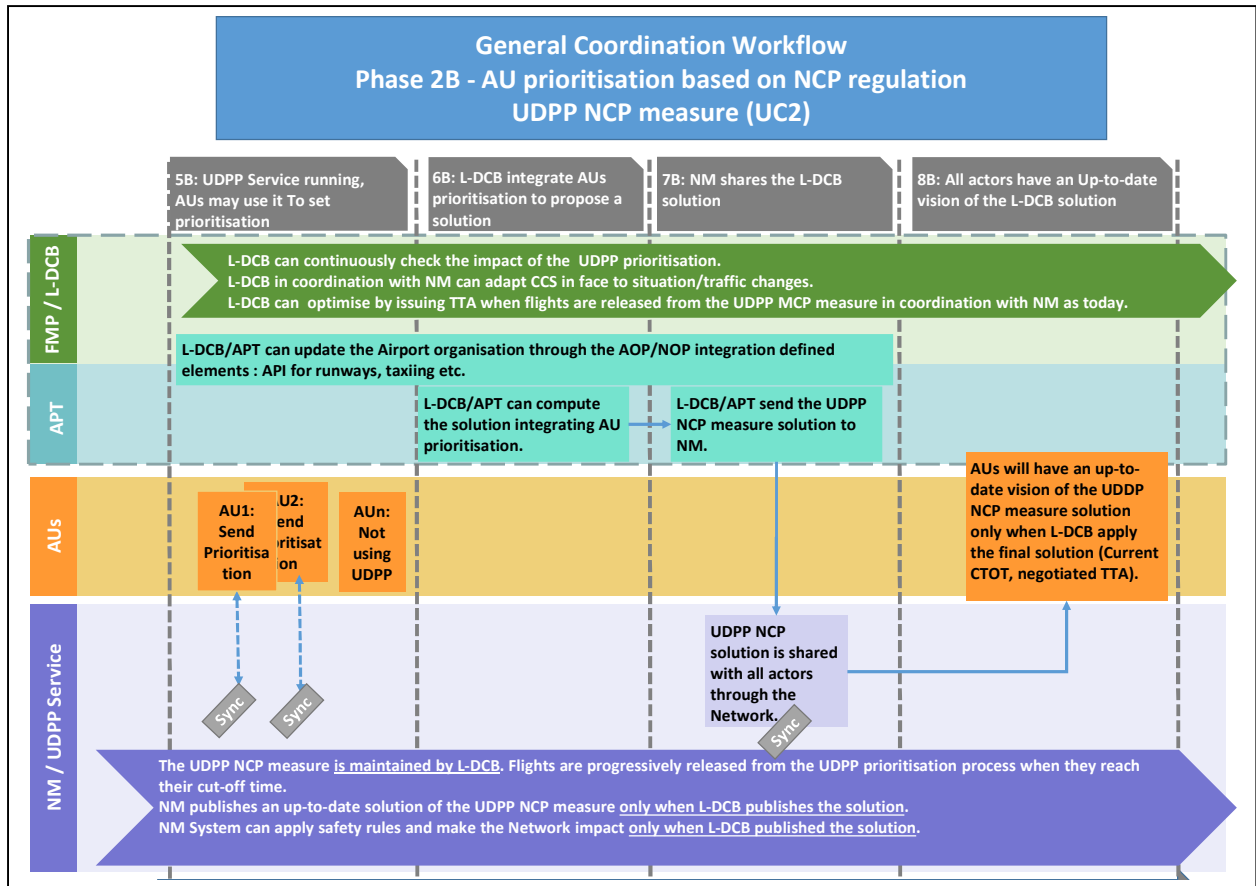 General Coordination Workflow
Phase 2B - AU prioritisation based on NCP regulation
UDPP NCP measure (UC2)
5B: UDPP Service running,
AUs may use it To set
prioritisation
6B: L-DCB integrate AUs
prioritisation to propose a
solution
7B: NM shares the L-DCB
solution
8B: All actors have an Up-to-date
vision of the L-DCB solution
FMP / L-DCB
L-DCB can continuously check the impact of the UDPP prioritisation.
L-DCB in coordination with NM can adapt CCS in face to situation/traffic changes.
L-DCB can optimise by issuing TTA when flights are released from the UDPP MCP measure in coordination with NM as today.
L-DCB/APT can update the Airport organisation through the AOP/NOP integration defined
elements : API for runways, taxiing etc.
APT
L-DCB/APT can compute
the solution integrating AU
prioritisation.
L-DCB/APT send the UDPP
NCP measure solution to
NM.
AUs
AU1:
Send
Prioritisa
tion
AU2:
end
oritisat
ion
AUn:
Not
using
UDPP
AUs will have an up-to-
date vision of the UDDP
NCP measure solution
only when L-DCB apply
the final solution (Current
CTOT, negotiated TTA).
NM / UDPP Service
Sync
Sync
UDPP NCP
solution is shared
with all actors
through the
Network.
Sync
The UDPP NCP measure is maintained by L-DCB. Flights are progressively released from the UDPP prioritisation process when they reach
their cut-off time.
NM publishes an up-to-date solution of the UDPP NCP measure only when L-DCB publishes the solution.
NM System can apply safety rules and make the Network impact only when L-DCB published the solution.